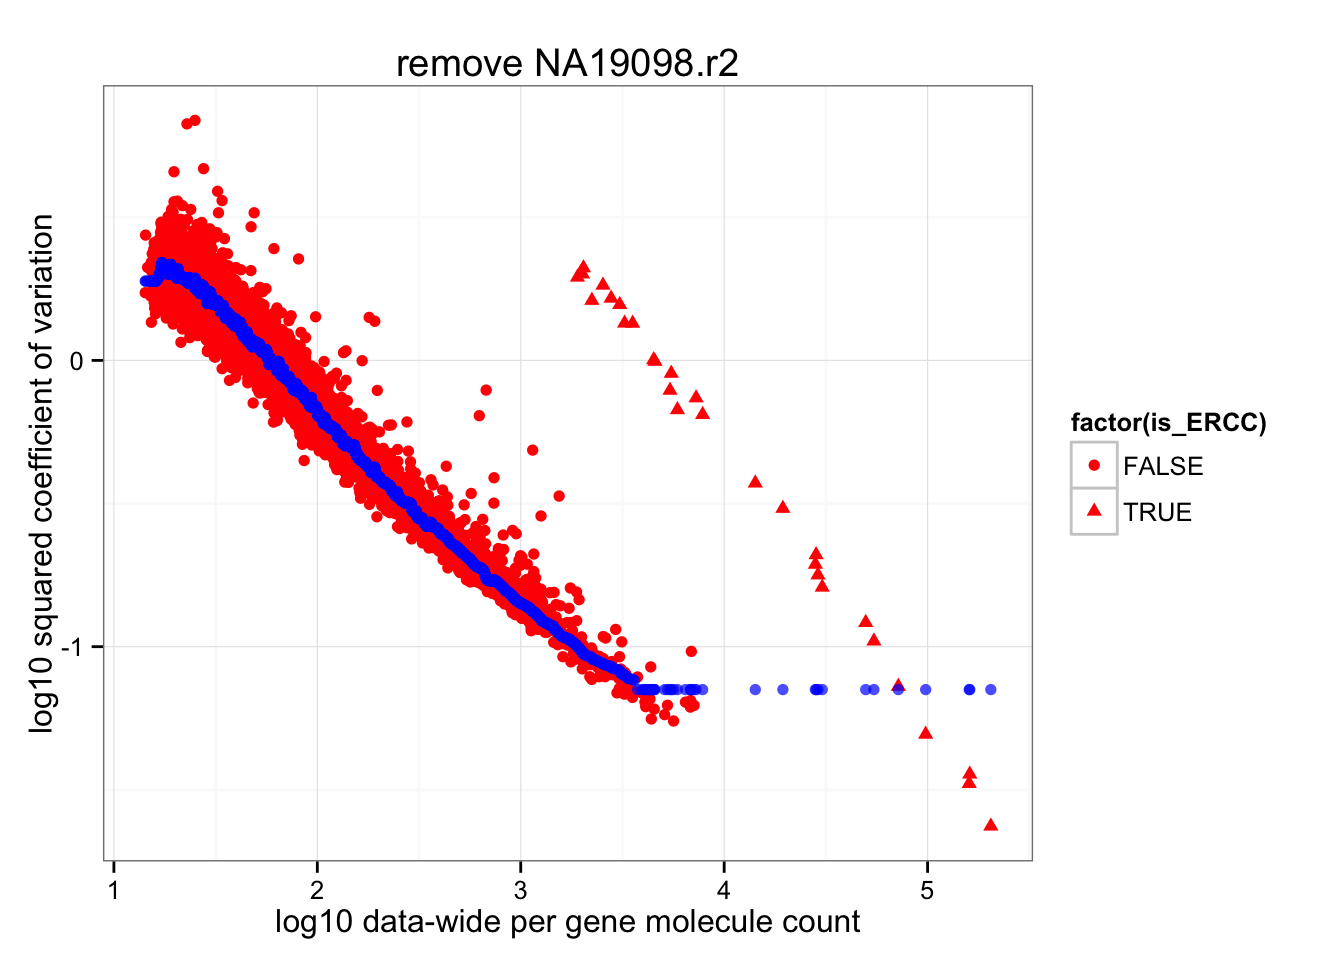 remove NA19098.r2
log10 squared coefficient of variation
0
-1
1
2
3
4
5
log10 data-wide per gene molecule count
factor(is_ERCC)
FALSE
TRUE